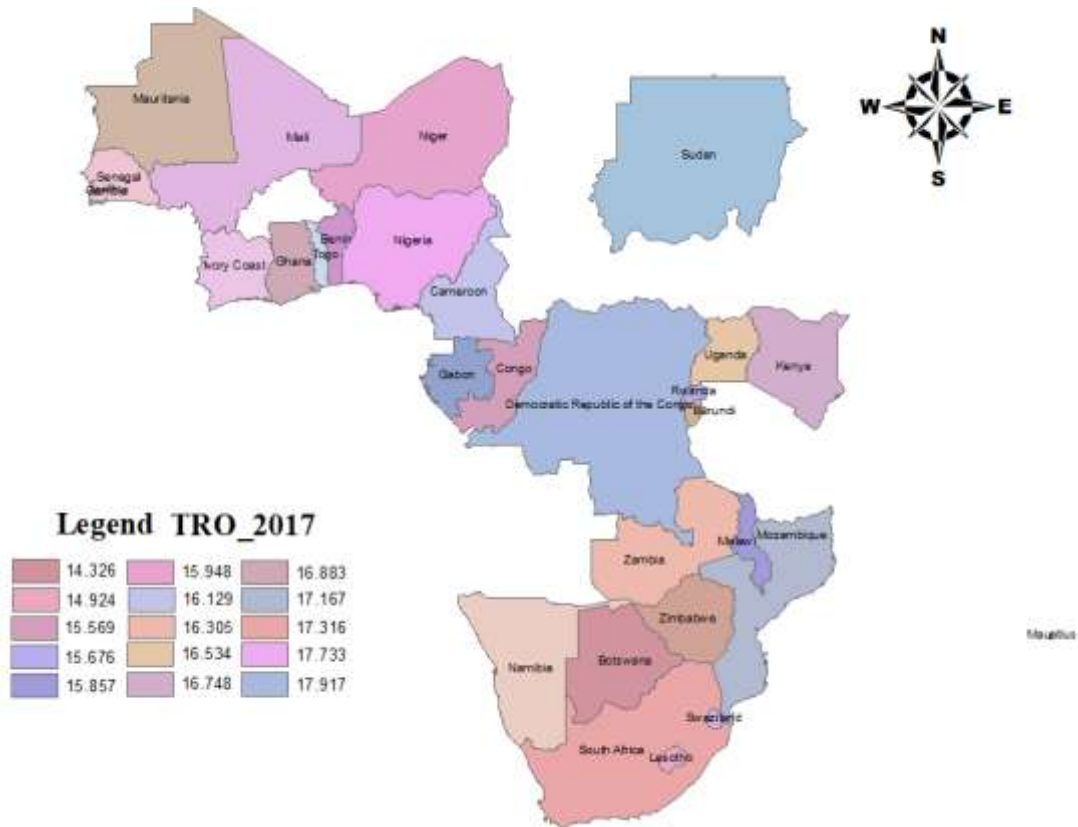 N
W E
S
Mauritania
Mali
Niger
Sudan
Senegal
Gambia
Nigeria
Benin
Togo
Ghana
Ivory Coast
Cameroon
Uganda
Kenya
Congo
Gabon
Rwanda
Democratic Republic of the Congo
Burundi
Legend TRO_2017
14.326 15.948 16.883
14.924 16.129 17.167
15.569 16.305 17.316
15.676 16.534 17.733
15.857 16.748 17.917
Mozambique
Malawi
Zambia
Zimbabwe
Mauritius
Namibia
Botswana
Swaziland
South Africa
Lesotho